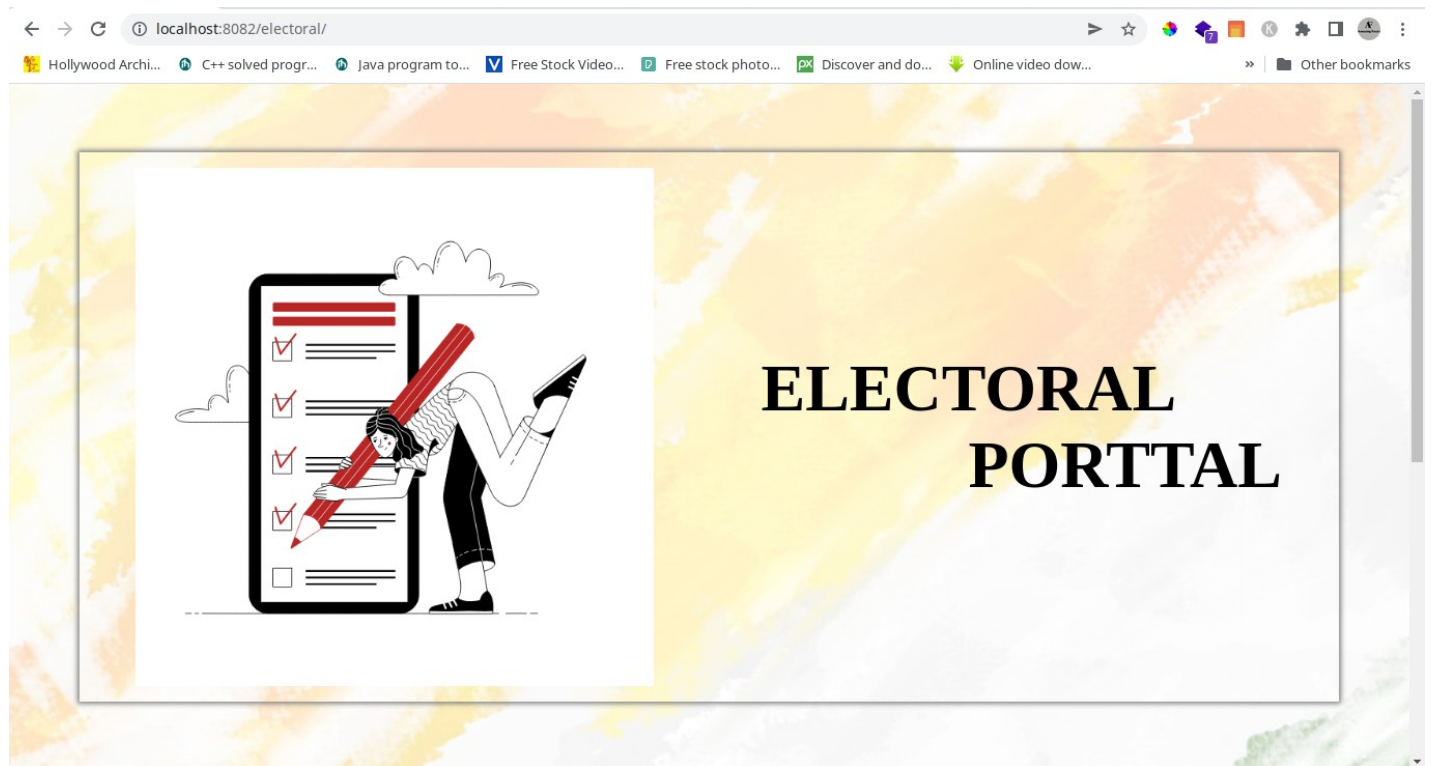 localhost:8082/electoral/
7
K
Hollywood Archi... C++ solved progr... Java program to... Free Stock Video... Free stock photo... Discover and do... Online video dow... » Other bookmarks
ELECTORAL
PORTTAL